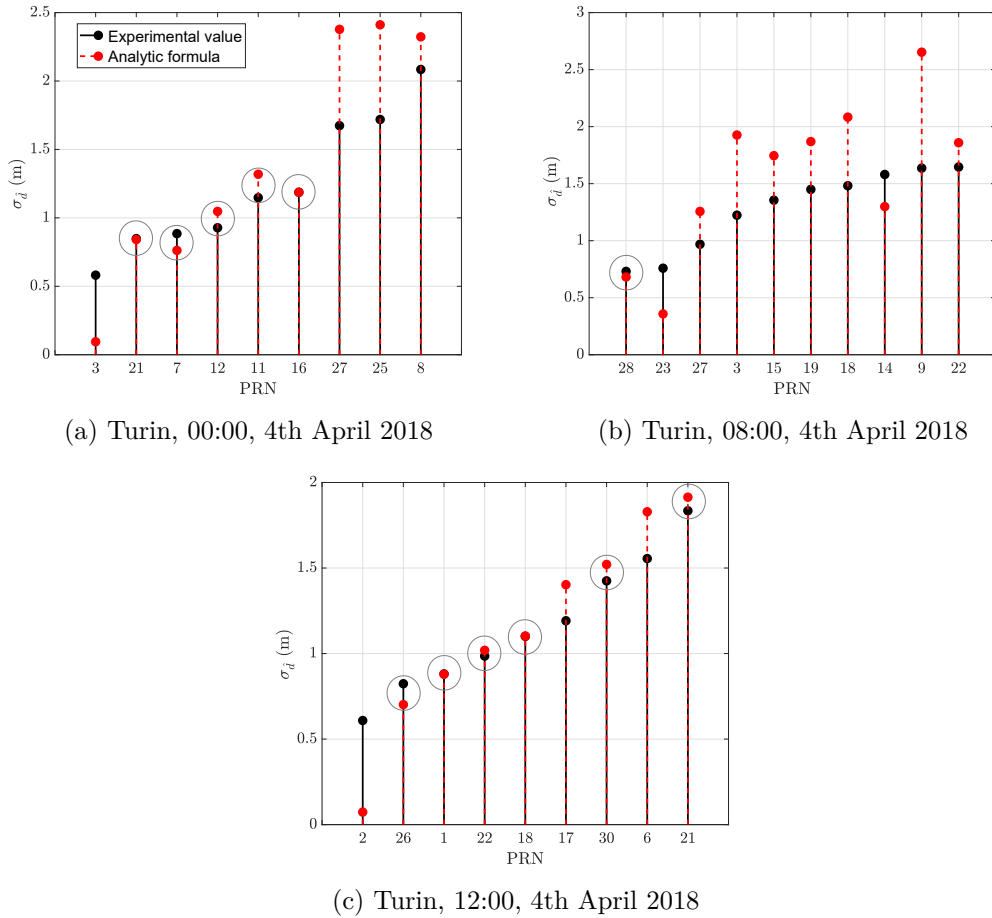 2.5
2
1.5
1
0.5
0
σ_d̂ (m)
Experimental value
Analytic formula
3 21 7 12 11 16 27 25 8
PRN
(a) Turin, 00:00, 4th April 2018
3
2.5
2
1.5
1
0.5
0
σ_d̂ (m)
28 23 27 3 15 19 18 14 9 22
PRN
(b) Turin, 08:00, 4th April 2018
2
1.5
1
0.5
0
σ_d̂ (m)
2 26 1 22 18 17 30 6 21
PRN
(c) Turin, 12:00, 4th April 2018